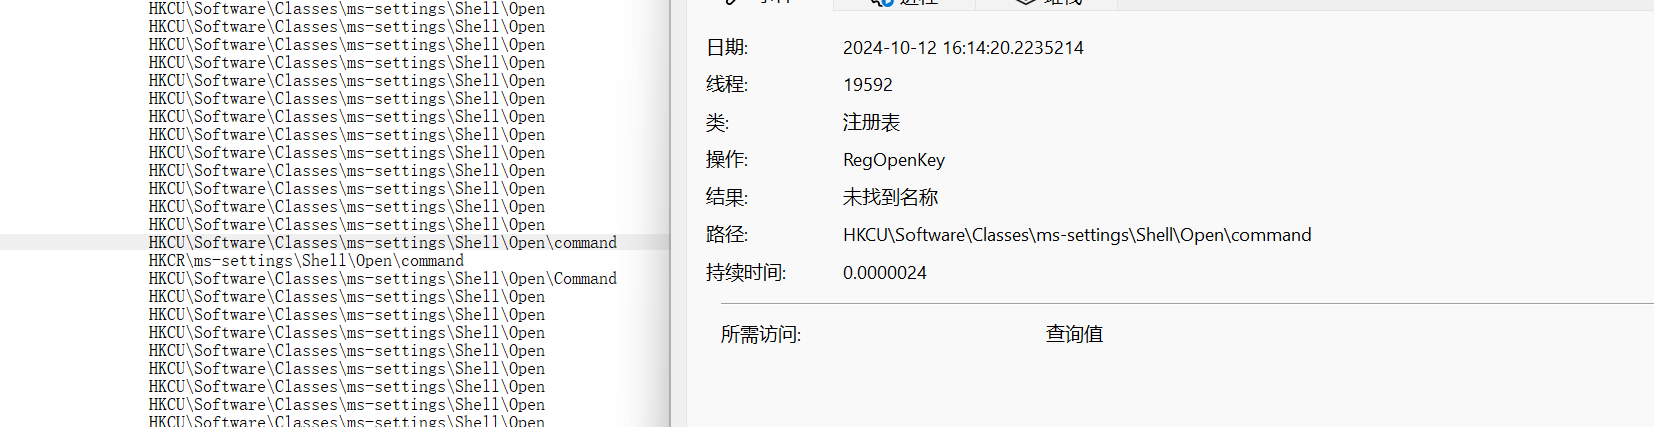 HKCU\Software\Classes\ms-settings\Shell\Open
HKCU\Software\Classes\ms-settings\Shell\Open
HKCU\Software\Classes\ms-settings\Shell\Open
HKCU\Software\Classes\ms-settings\Shell\Open
HKCU\Software\Classes\ms-settings\Shell\Open
HKCU\Software\Classes\ms-settings\Shell\Open
HKCU\Software\Classes\ms-settings\Shell\Open
HKCU\Software\Classes\ms-settings\Shell\Open
HKCU\Software\Classes\ms-settings\Shell\Open
HKCU\Software\Classes\ms-settings\Shell\Open
HKCU\Software\Classes\ms-settings\Shell\Open
HKCU\Software\Classes\ms-settings\Shell\Open
HKCU\Software\Classes\ms-settings\Shell\Open
HKCU\Software\Classes\ms-settings\Shell\Open\command
HKCR\ms-settings\Shell\Open\command
HKCU\Software\Classes\ms-settings\Shell\Open\Command
HKCU\Software\Classes\ms-settings\Shell\Open
HKCU\Software\Classes\ms-settings\Shell\Open
HKCU\Software\Classes\ms-settings\Shell\Open
HKCU\Software\Classes\ms-settings\Shell\Open
HKCU\Software\Classes\ms-settings\Shell\Open
HKCU\Software\Classes\ms-settings\Shell\Open
HKCU\Software\Classes\ms-settings\Shell\Open
HKCU\Software\Classes\ms-settings\Shell\Open
日期: 2024-10-12 16:14:20.2235214
线程: 19592
类: 注册表
操作: RegOpenKey
结果: 未找到名称
路径: HKCU\Software\Classes\ms-settings\Shell\Open\command
持续时间: 0.0000024
所需访问: 查询值